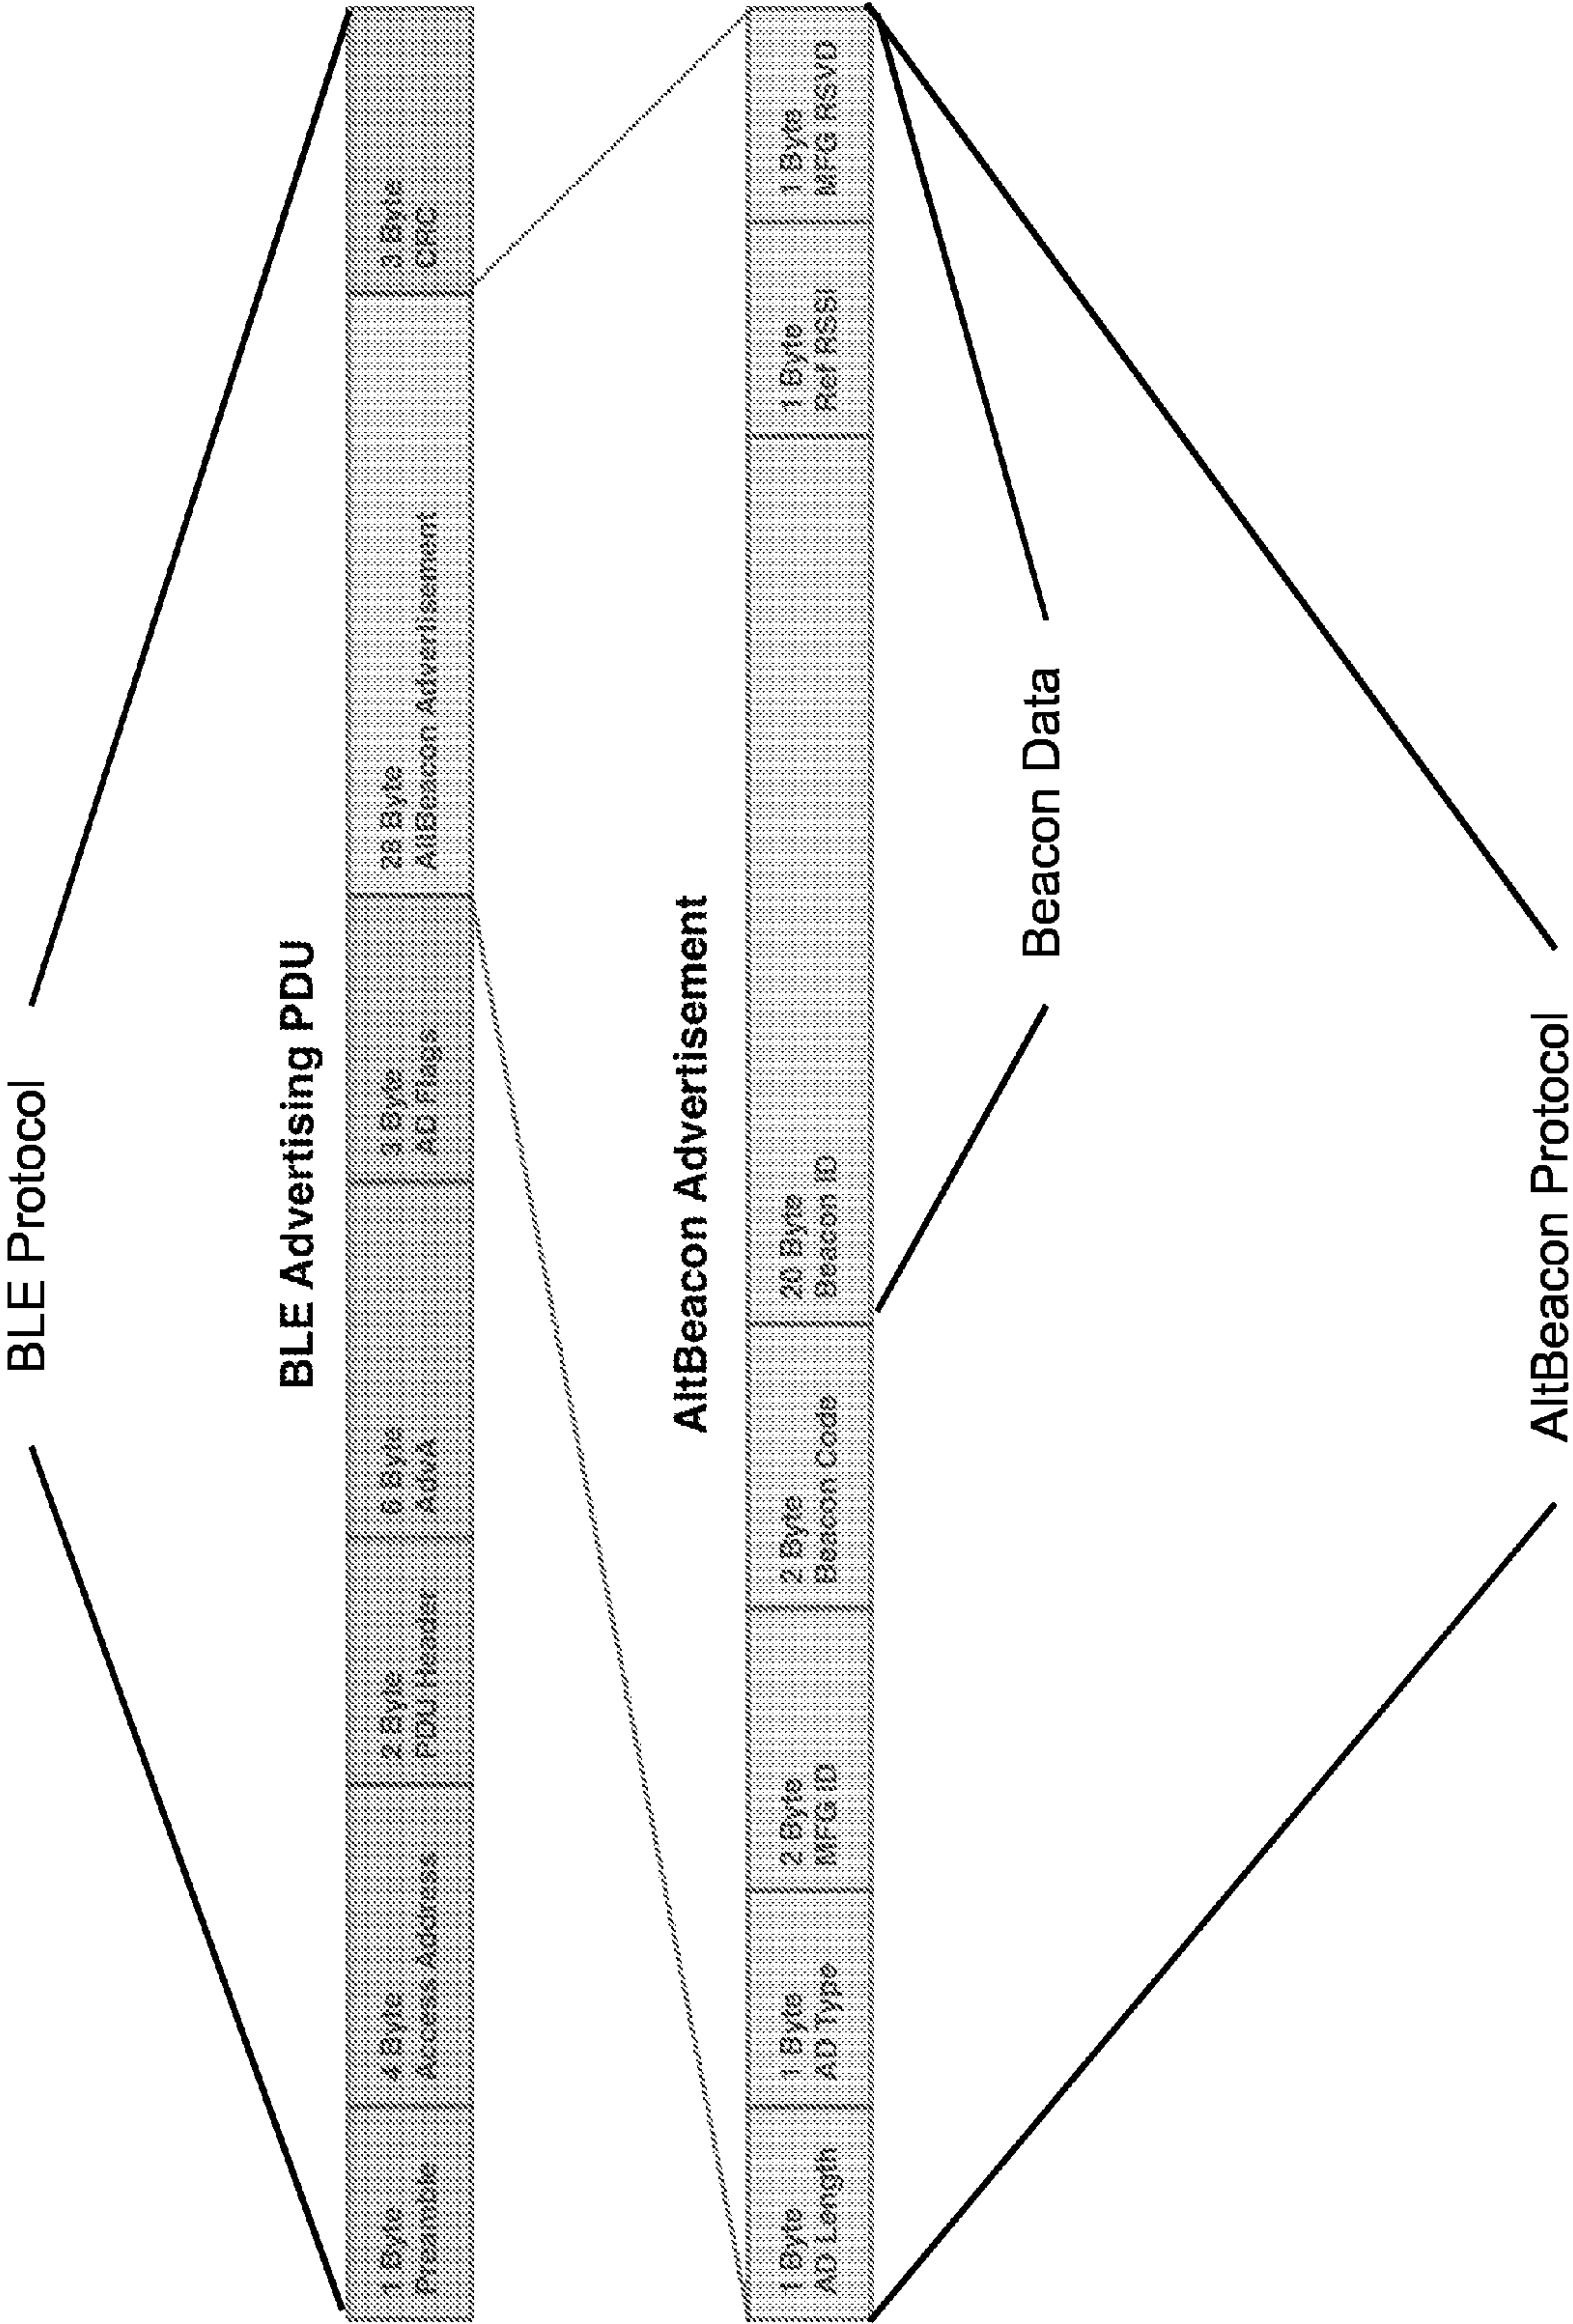 BLE Protocol
BLE Advertising PDU
1 Byte
Preamble
4 Byte
Access Address
2 Byte
PDU Header
6 Byte
AdvA
3 Byte
AD Flags
28 Byte
AltBeacon Advertisement
3 Byte
CRC
AltBeacon Advertisement
1 Byte
AD Length
1 Byte
AD Type
2 Byte
MFG ID
2 Byte
Beacon Code
20 Byte
Beacon ID
1 Byte
Ref RSSI
1 Byte
MFG RSVD
Beacon Data
AltBeacon Protocol